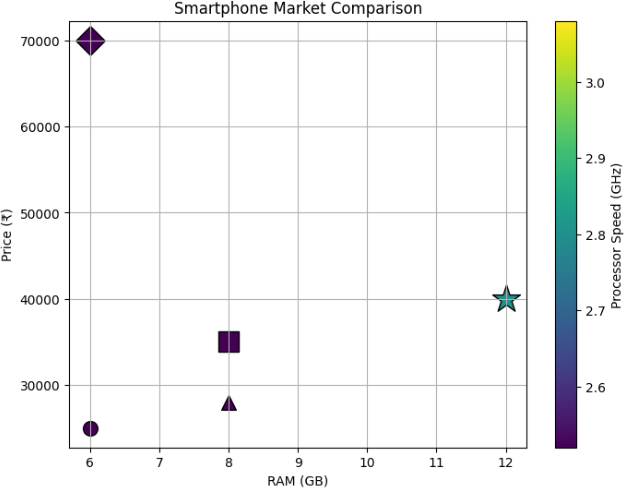 Smartphone Market Comparison
70000
60000
50000
40000
30000
Price (₹)
6 7 8 9 10 11 12
RAM (GB)
3.0
2.9
2.8
2.7
2.6
Processor Speed (GHz)